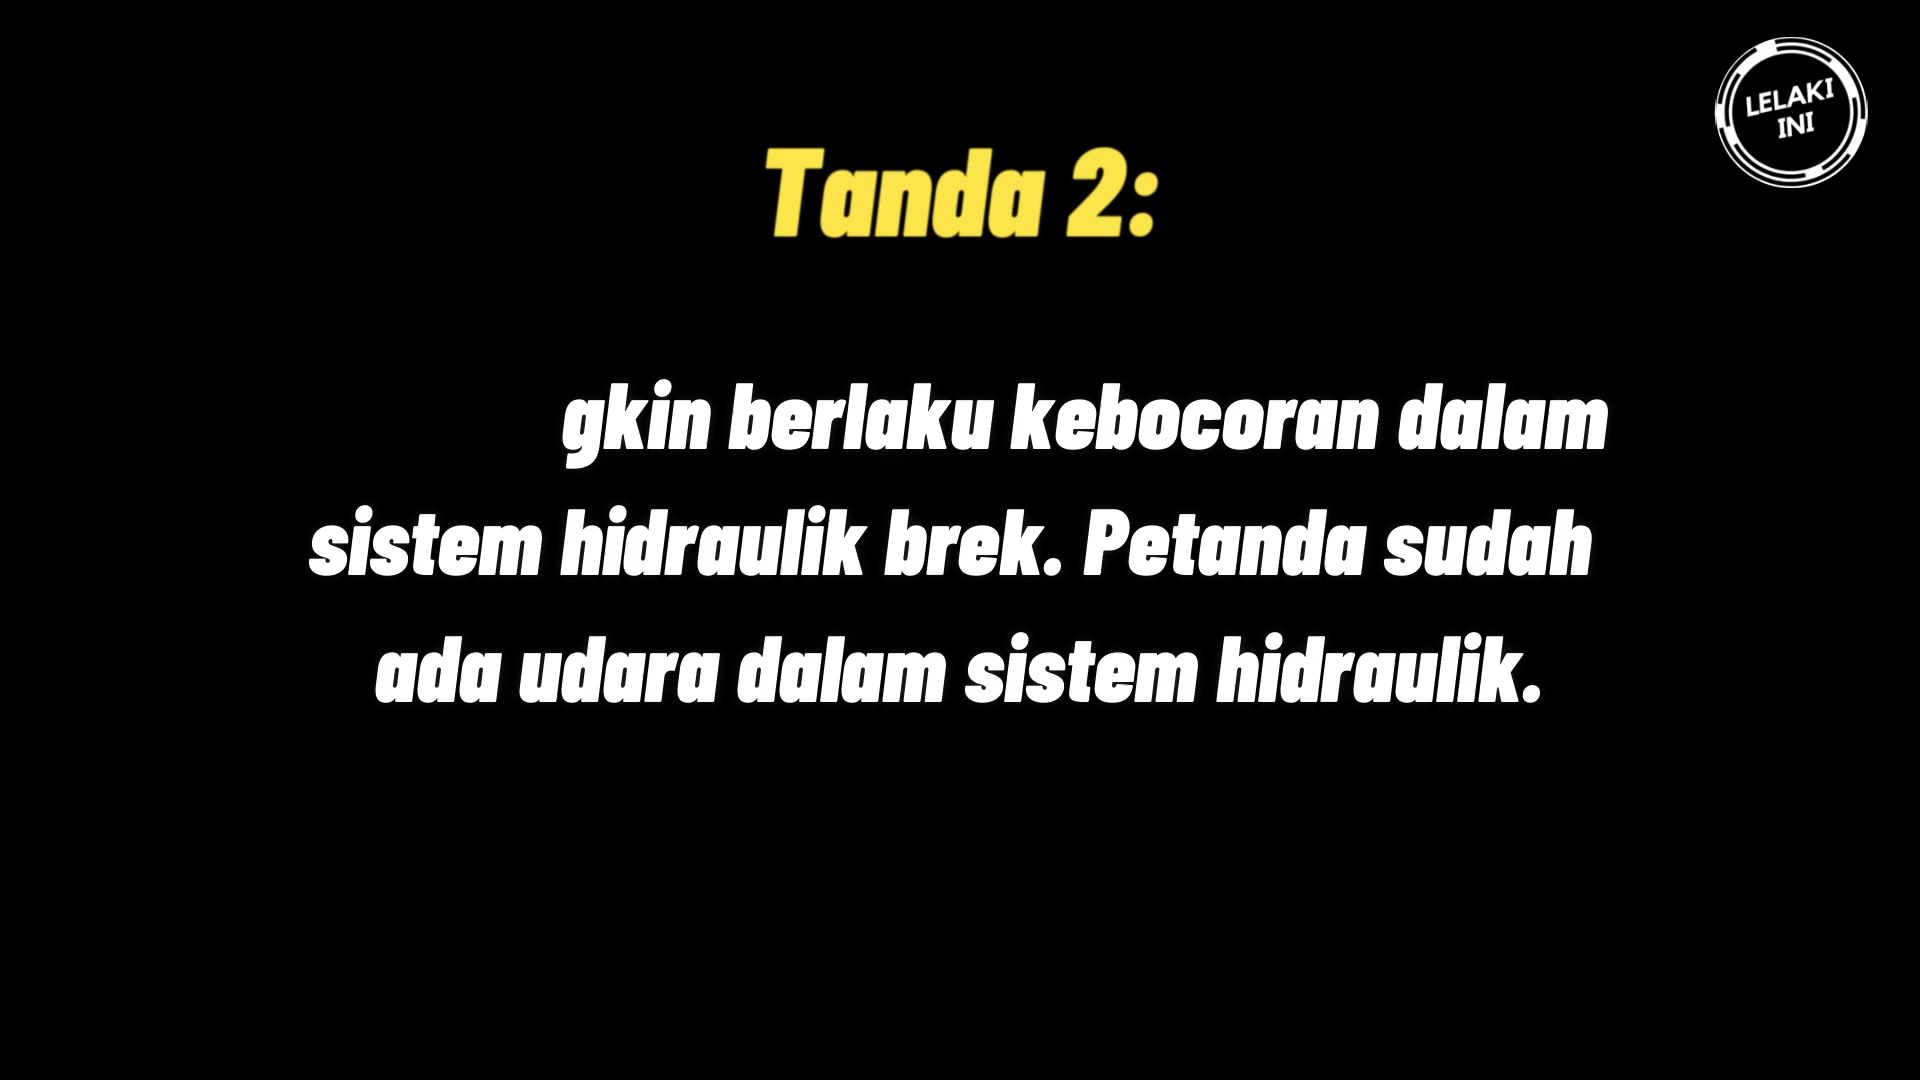 LELAKI
INI
Tanda 2:
gkin berlaku kebocoran dalam
sistem hidraulik brek. Petanda sudah
ada udara dalam sistem hidraulik.